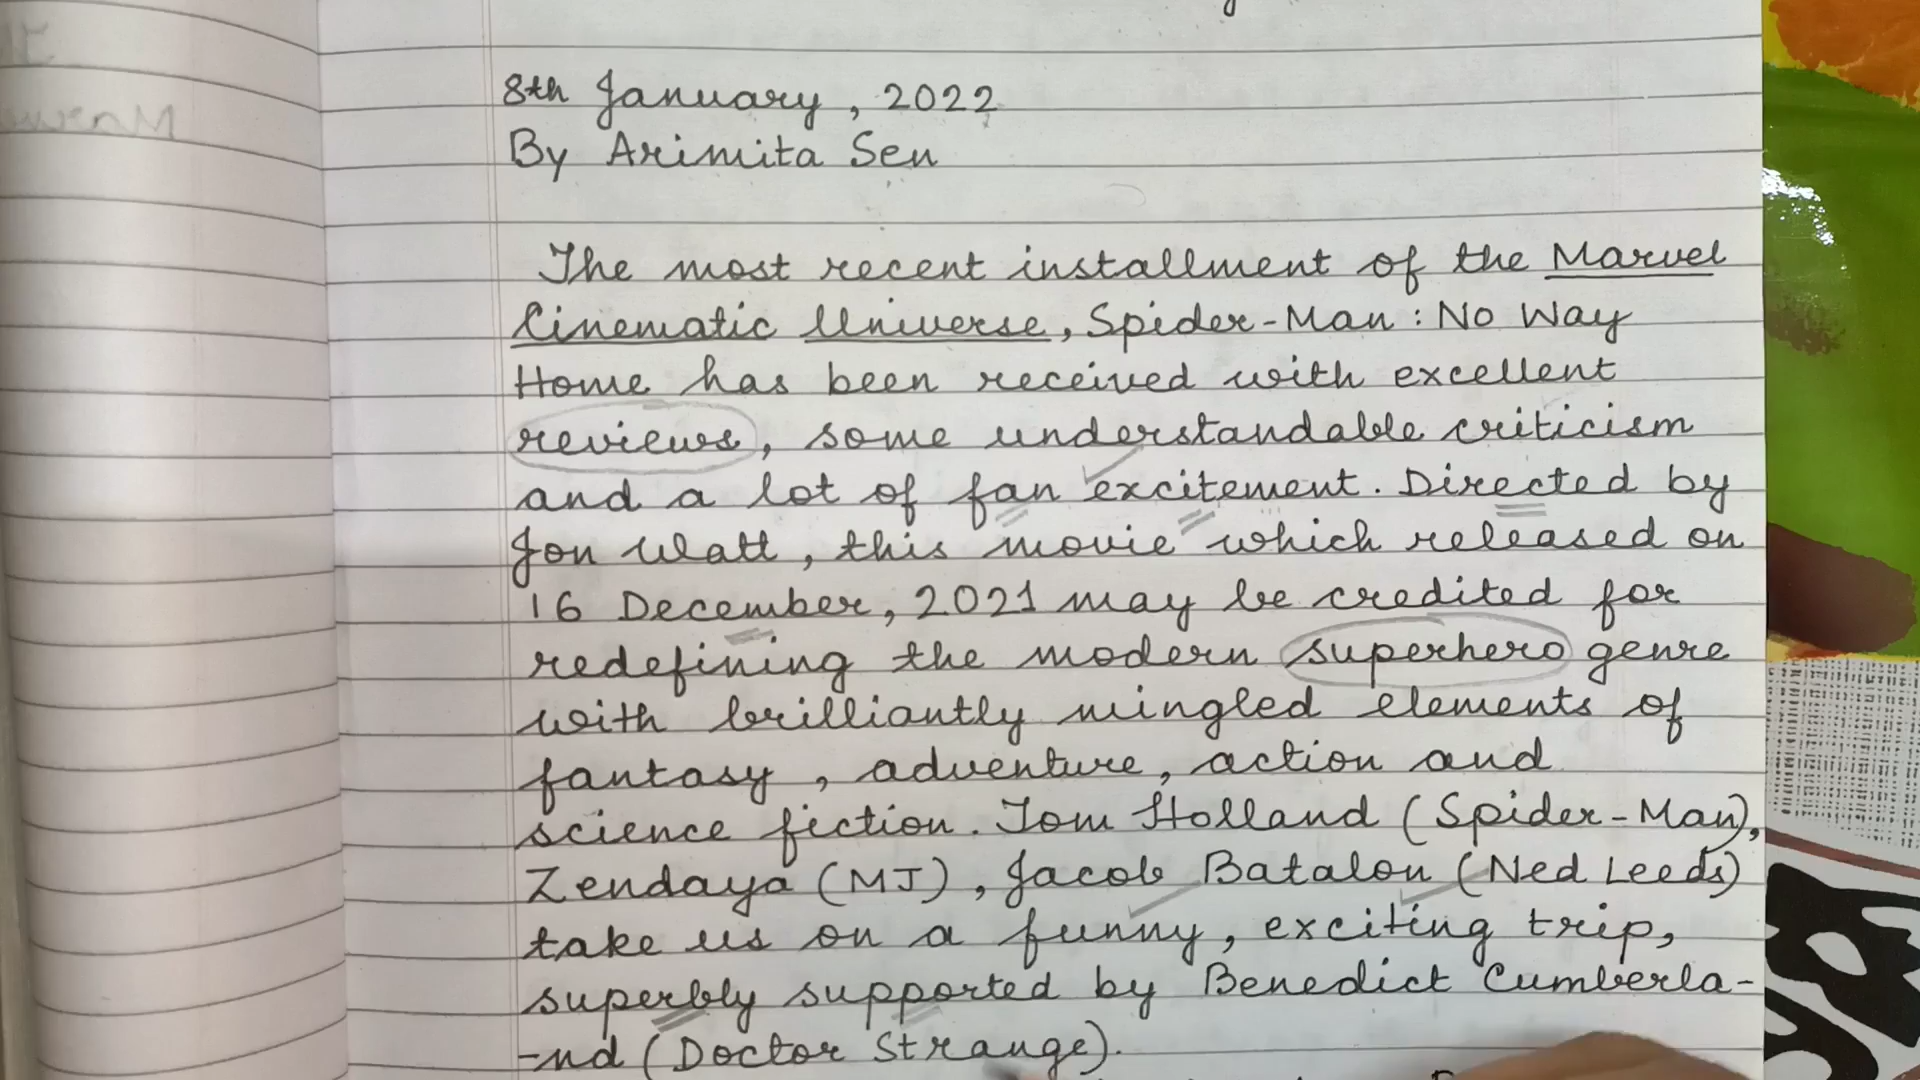 8th January, 2022
By Arimita Sen
The most recent installment of the Marvel
Cinematic Universe, Spider-Man: No Way
Home has been received with excellent
reviews, some understandable criticism
and a lot of fan excitement. Directed by
Jon Watt, this movie which released on
16 December, 2021 may be credited for
redefining the modern superhero genre
with brilliantly mingled elements of
fantasy, adventure, action and
science fiction. Tom Holland (Spider-Man),
Zendaya (MJ), Jacob Batalon (Ned Leeds)
take us on a funny, exciting trip,
superbly supported by Benedict Cumberla-
-nd (Doctor Strange).